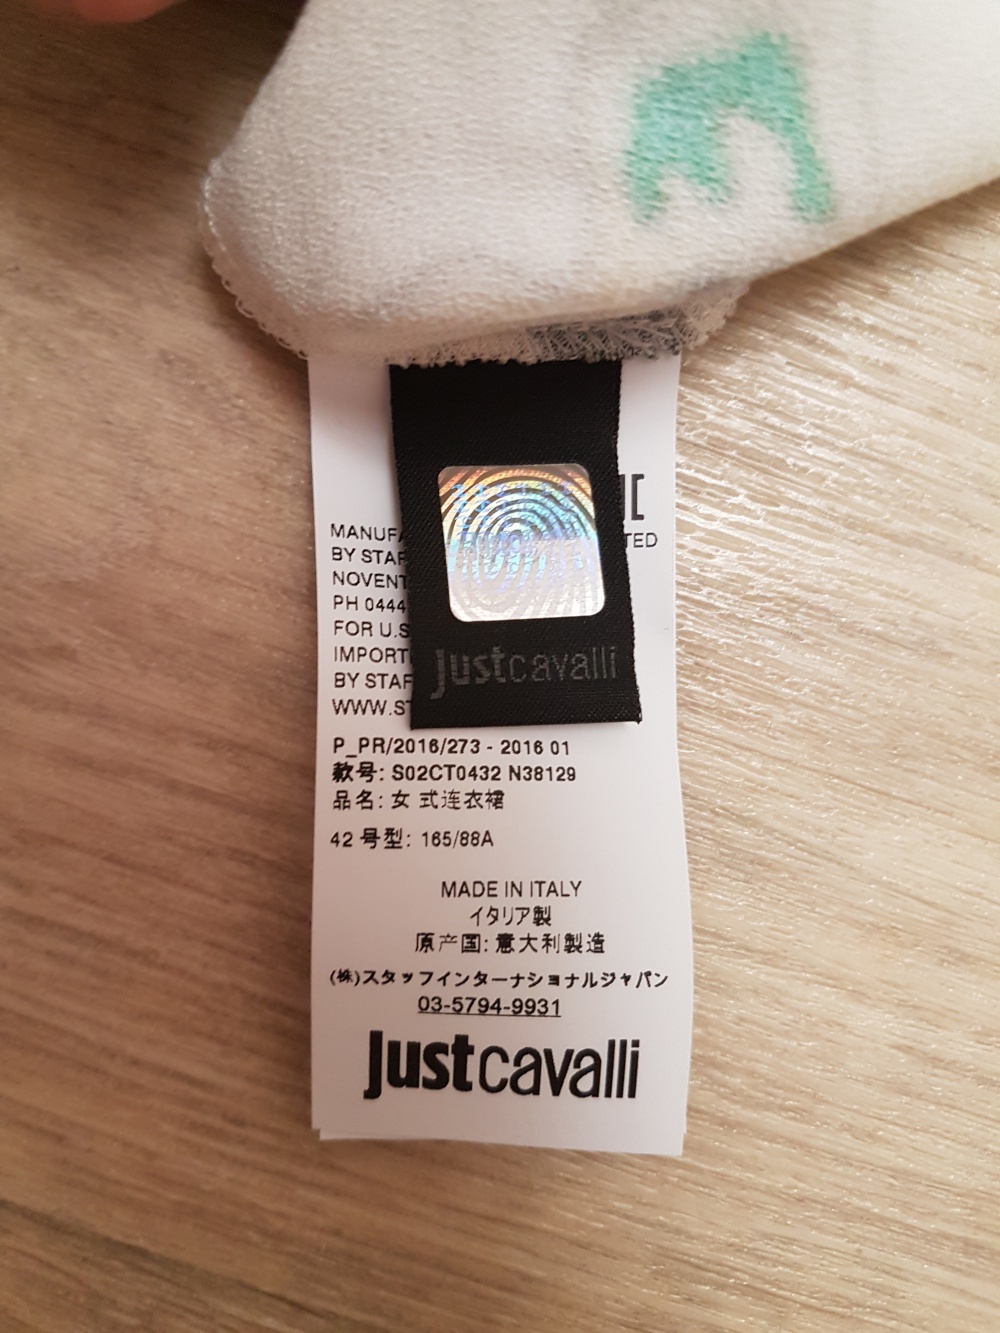 MANUFA
TED
BY STAF
NOVENT
PH 0444
FOR U.S
IMPORT
BY STAF
WWW.ST
justcavalli
P_PR/2016/273 - 2016 01
款号: S02CT0432 N38129
品名: 女 式连衣裙
42 号型: 165/88A
MADE IN ITALY
イタリア製
原产国: 意大利製造
(株)スタッフインターナショナルジャパン
03-5794-9931
justcavalli